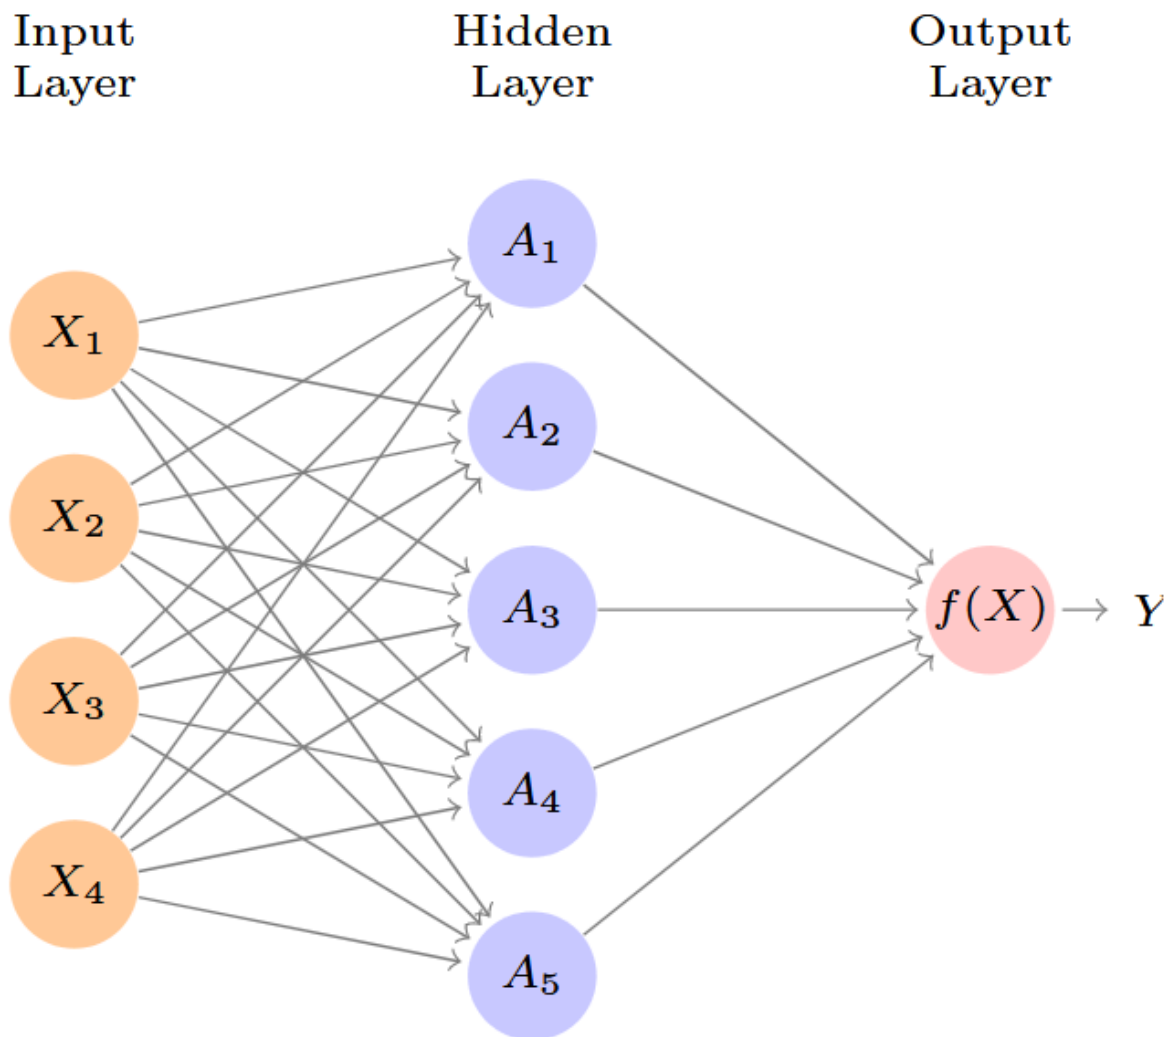 Input
Layer
Hidden
Layer
Output
Layer
X₁
X₂
X₃
X₄
A₁
A₂
A₃
A₄
A₅
f(X)
Y